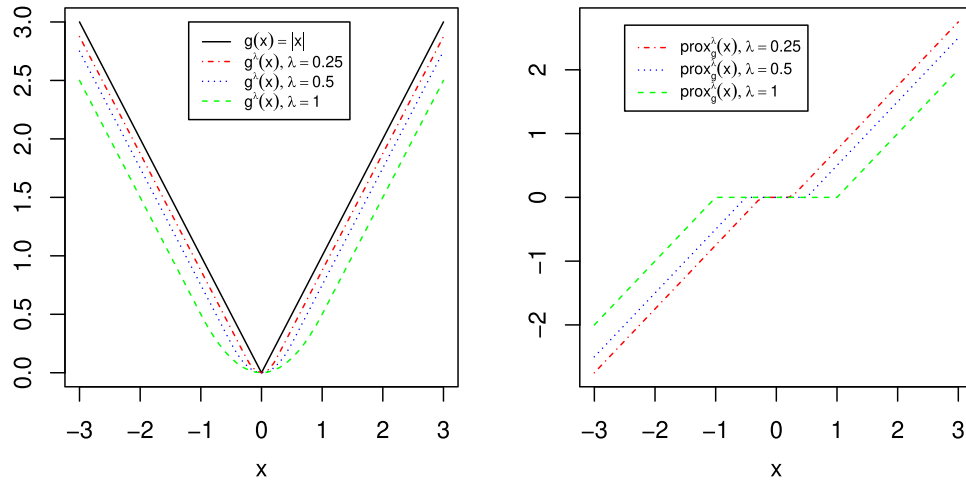 g(x) = |x|
g^λ(x), λ = 0.25
g^λ(x), λ = 0.5
g^λ(x), λ = 1
3.0
2.5
2.0
1.5
1.0
0.5
0.0
−3 −2 −1 0 1 2 3
x
prox_g^λ(x), λ = 0.25
prox_g^λ(x), λ = 0.5
prox_g^λ(x), λ = 1
2
1
0
−1
−2
−3 −2 −1 0 1 2 3
x